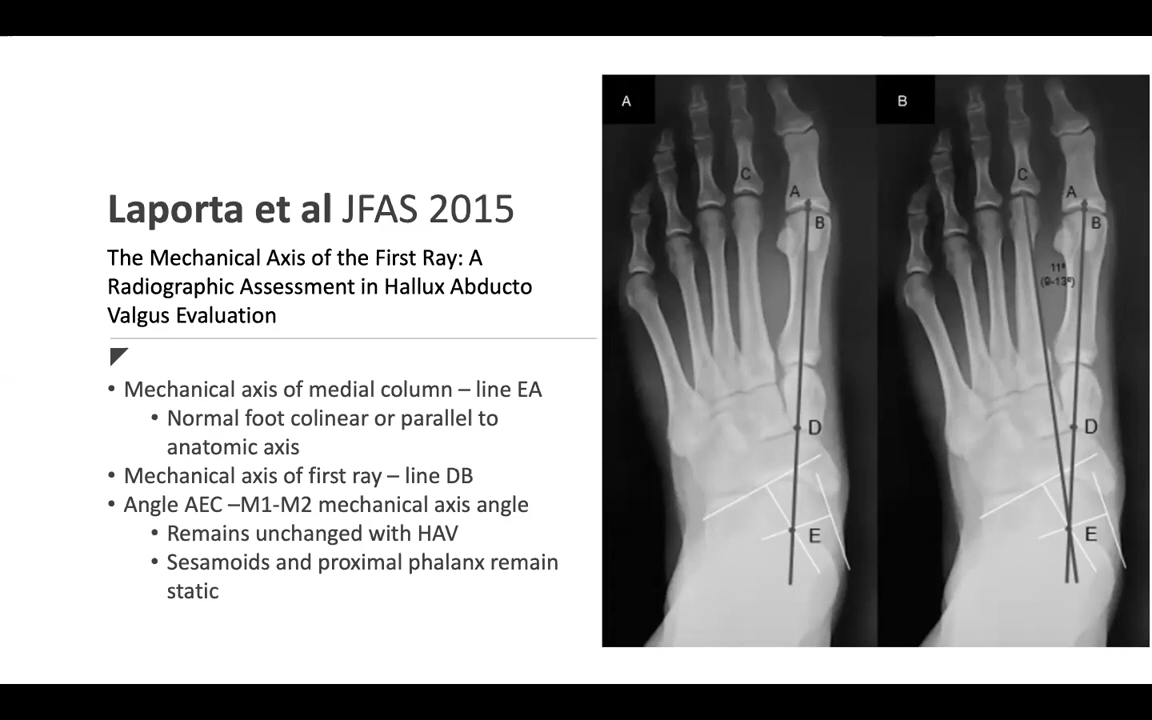 Laporta et al JFAS 2015
The Mechanical Axis of the First Ray: A
Radiographic Assessment in Hallux Abducto
Valgus Evaluation
• Mechanical axis of medial column – line EA
• Normal foot colinear or parallel to
anatomic axis
• Mechanical axis of first ray – line DB
• Angle AEC –M1-M2 mechanical axis angle
• Remains unchanged with HAV
• Sesamoids and proximal phalanx remain
static
A
C
A
B
D
E
B
C
A
B
11º
(9-13º)
D
E